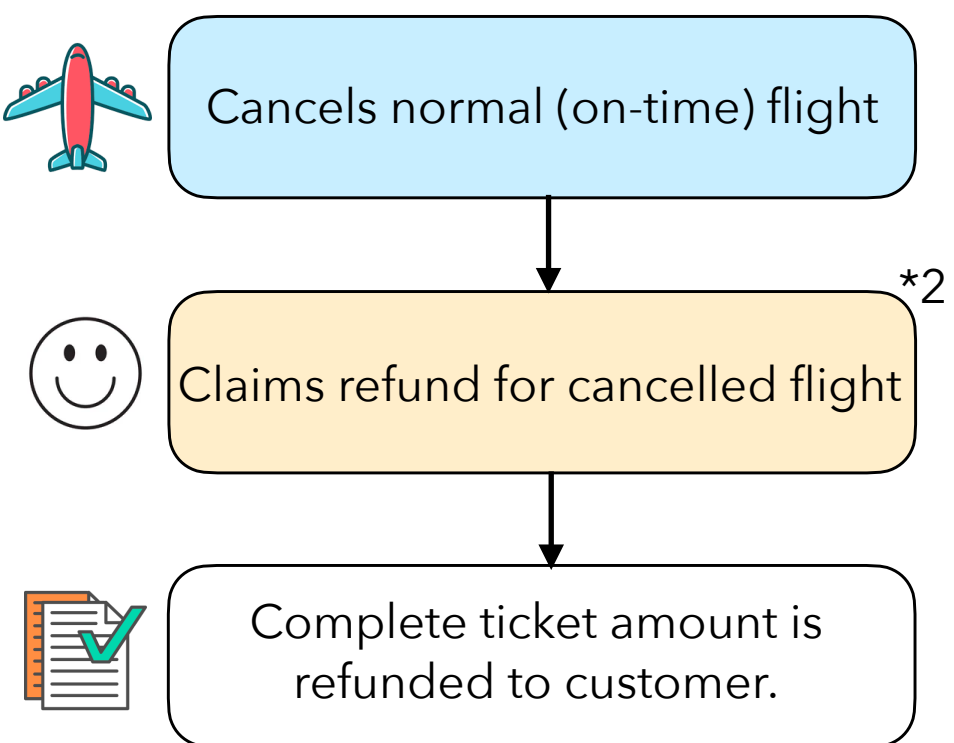 Cancels normal (on-time) flight
*2
Claims refund for cancelled flight
Complete ticket amount is
refunded to customer.